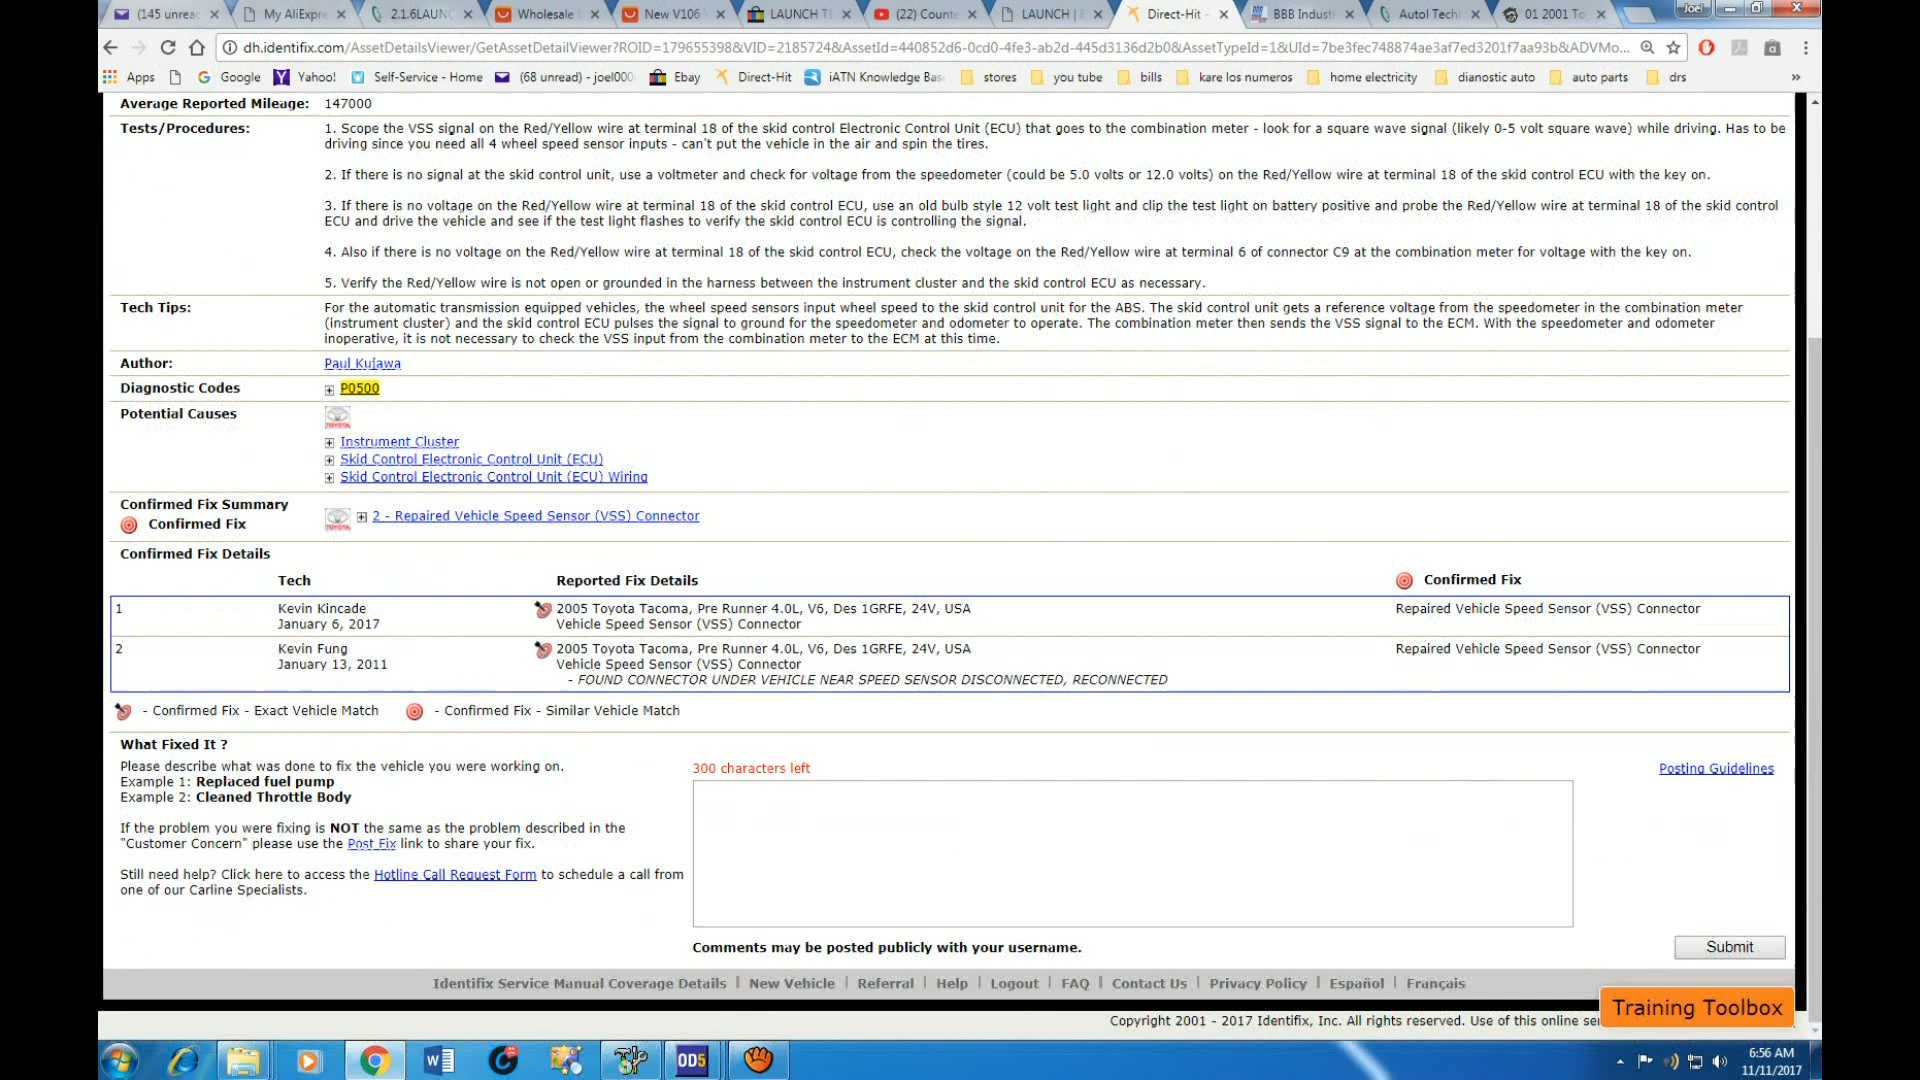 (145 unrea
My AliExpre
2.1.6LAUN
Wholesale
New V106
LAUNCH T
(22) Count
LAUNCH | E
Direct-Hit -
BBB Indust
Autol Tech
01 2001 To
Joel
dh.identifix.com/AssetDetailsViewer/GetAssetDetailViewer?ROID=179655398&VID=2185724&AssetId=440852d6-0cd0-4fe3-ab2d-445d3136d2b0&AssetTypeId=1&UId=7be3fec748874ae3af7ed3201f7aa93b&ADVMo...
Apps Google Yahoo! Self-Service - Home (68 unread) - joel000 Ebay Direct-Hit iATN Knowledge Bas stores you tube bills kare los numeros home electricity dianostic auto auto parts drs »
Average Reported Mileage: 147000
Tests/Procedures: 1. Scope the VSS signal on the Red/Yellow wire at terminal 18 of the skid control Electronic Control Unit (ECU) that goes to the combination meter - look for a square wave signal (likely 0-5 volt square wave) while driving. Has to be
driving since you need all 4 wheel speed sensor inputs - can't put the vehicle in the air and spin the tires.
2. If there is no signal at the skid control unit, use a voltmeter and check for voltage from the speedometer (could be 5.0 volts or 12.0 volts) on the Red/Yellow wire at terminal 18 of the skid control ECU with the key on.
3. If there is no voltage on the Red/Yellow wire at terminal 18 of the skid control ECU, use an old bulb style 12 volt test light and clip the test light on battery positive and probe the Red/Yellow wire at terminal 18 of the skid control
ECU and drive the vehicle and see if the test light flashes to verify the skid control ECU is controlling the signal.
4. Also if there is no voltage on the Red/Yellow wire at terminal 18 of the skid control ECU, check the voltage on the Red/Yellow wire at terminal 6 of connector C9 at the combination meter for voltage with the key on.
5. Verify the Red/Yellow wire is not open or grounded in the harness between the instrument cluster and the skid control ECU as necessary.
Tech Tips: For the automatic transmission equipped vehicles, the wheel speed sensors input wheel speed to the skid control unit for the ABS. The skid control unit gets a reference voltage from the speedometer in the combination meter
(instrument cluster) and the skid control ECU pulses the signal to ground for the speedometer and odometer to operate. The combination meter then sends the VSS signal to the ECM. With the speedometer and odometer
inoperative, it is not necessary to check the VSS input from the combination meter to the ECM at this time.
Author: Paul Kujawa
Diagnostic Codes P0500
Potential Causes
TOYOTA
Instrument Cluster
Skid Control Electronic Control Unit (ECU)
Skid Control Electronic Control Unit (ECU) Wiring
Confirmed Fix Summary
Confirmed Fix TOYOTA 2 - Repaired Vehicle Speed Sensor (VSS) Connector
Confirmed Fix Details
Tech Reported Fix Details Confirmed Fix
1 Kevin Kincade 2005 Toyota Tacoma, Pre Runner 4.0L, V6, Des 1GRFE, 24V, USA Repaired Vehicle Speed Sensor (VSS) Connector
January 6, 2017 Vehicle Speed Sensor (VSS) Connector
2 Kevin Fung 2005 Toyota Tacoma, Pre Runner 4.0L, V6, Des 1GRFE, 24V, USA Repaired Vehicle Speed Sensor (VSS) Connector
January 13, 2011 Vehicle Speed Sensor (VSS) Connector
- FOUND CONNECTOR UNDER VEHICLE NEAR SPEED SENSOR DISCONNECTED, RECONNECTED
- Confirmed Fix - Exact Vehicle Match - Confirmed Fix - Similar Vehicle Match
What Fixed It ?
Please describe what was done to fix the vehicle you were working on.
Example 1: Replaced fuel pump
Example 2: Cleaned Throttle Body
If the problem you were fixing is NOT the same as the problem described in the
"Customer Concern" please use the Post Fix link to share your fix.
Still need help? Click here to access the Hotline Call Request Form to schedule a call from
one of our Carline Specialists.
300 characters left
Posting Guidelines
Comments may be posted publicly with your username.
Submit
Identifix Service Manual Coverage Details | New Vehicle | Referral | Help | Logout | FAQ | Contact Us | Privacy Policy | Español | Français
Training Toolbox
Copyright 2001 - 2017 Identifix, Inc. All rights reserved. Use of this online se
OD5
6:56 AM
11/11/2017